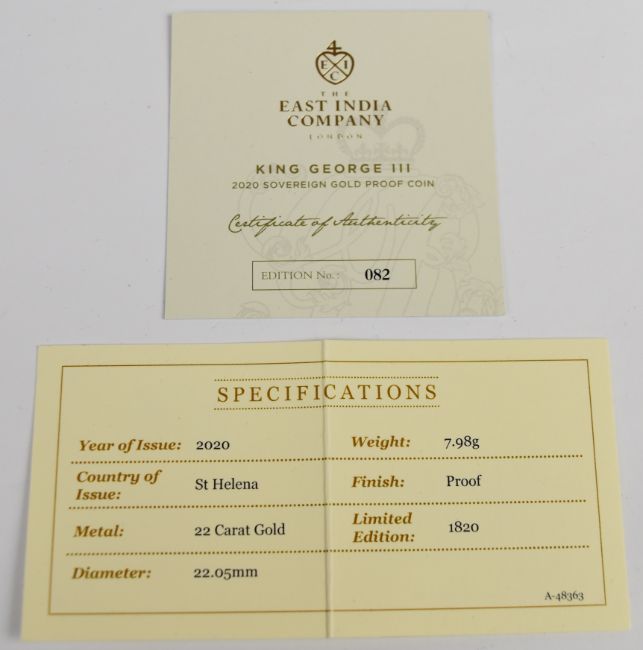 4
E I
C
THE
EAST INDIA
COMPANY
LONDON
KING GEORGE III
2020 SOVEREIGN GOLD PROOF COIN
Certificate of Authenticity
EDITION No.: 082
SPECIFICATIONS
Year of Issue: 2020
Weight: 7.98g
Country of
Issue: St Helena
Finish: Proof
Metal: 22 Carat Gold
Limited
Edition: 1820
Diameter: 22.05mm
A-48363